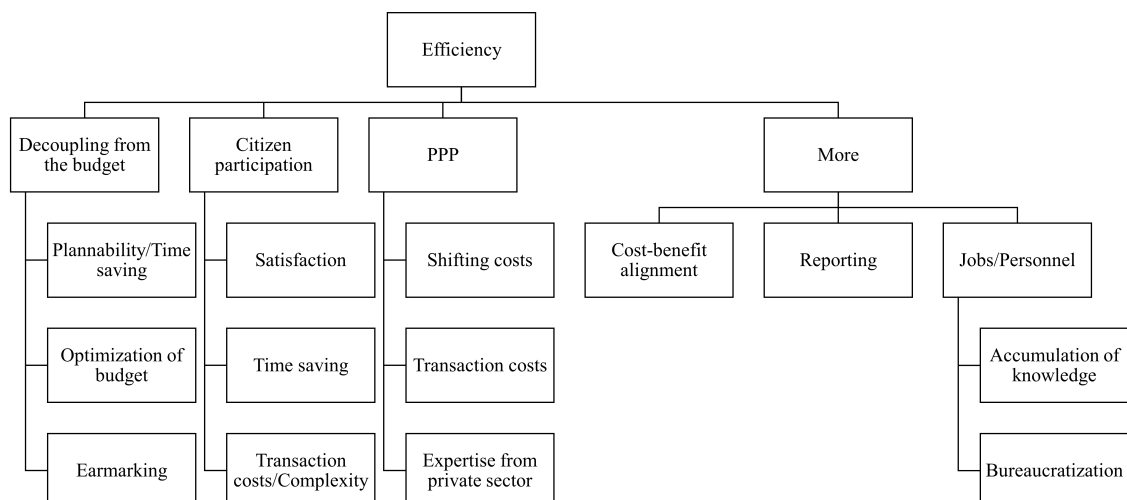 Efficiency
Decoupling from
the budget
Citizen
participation
PPP
More
Plannability/Time
saving
Satisfaction
Shifting costs
Cost-benefit
alignment
Reporting
Jobs/Personnel
Optimization of
budget
Time saving
Transaction costs
Accumulation of
knowledge
Earmarking
Transaction
costs/Complexity
Expertise from
private sector
Bureaucratization